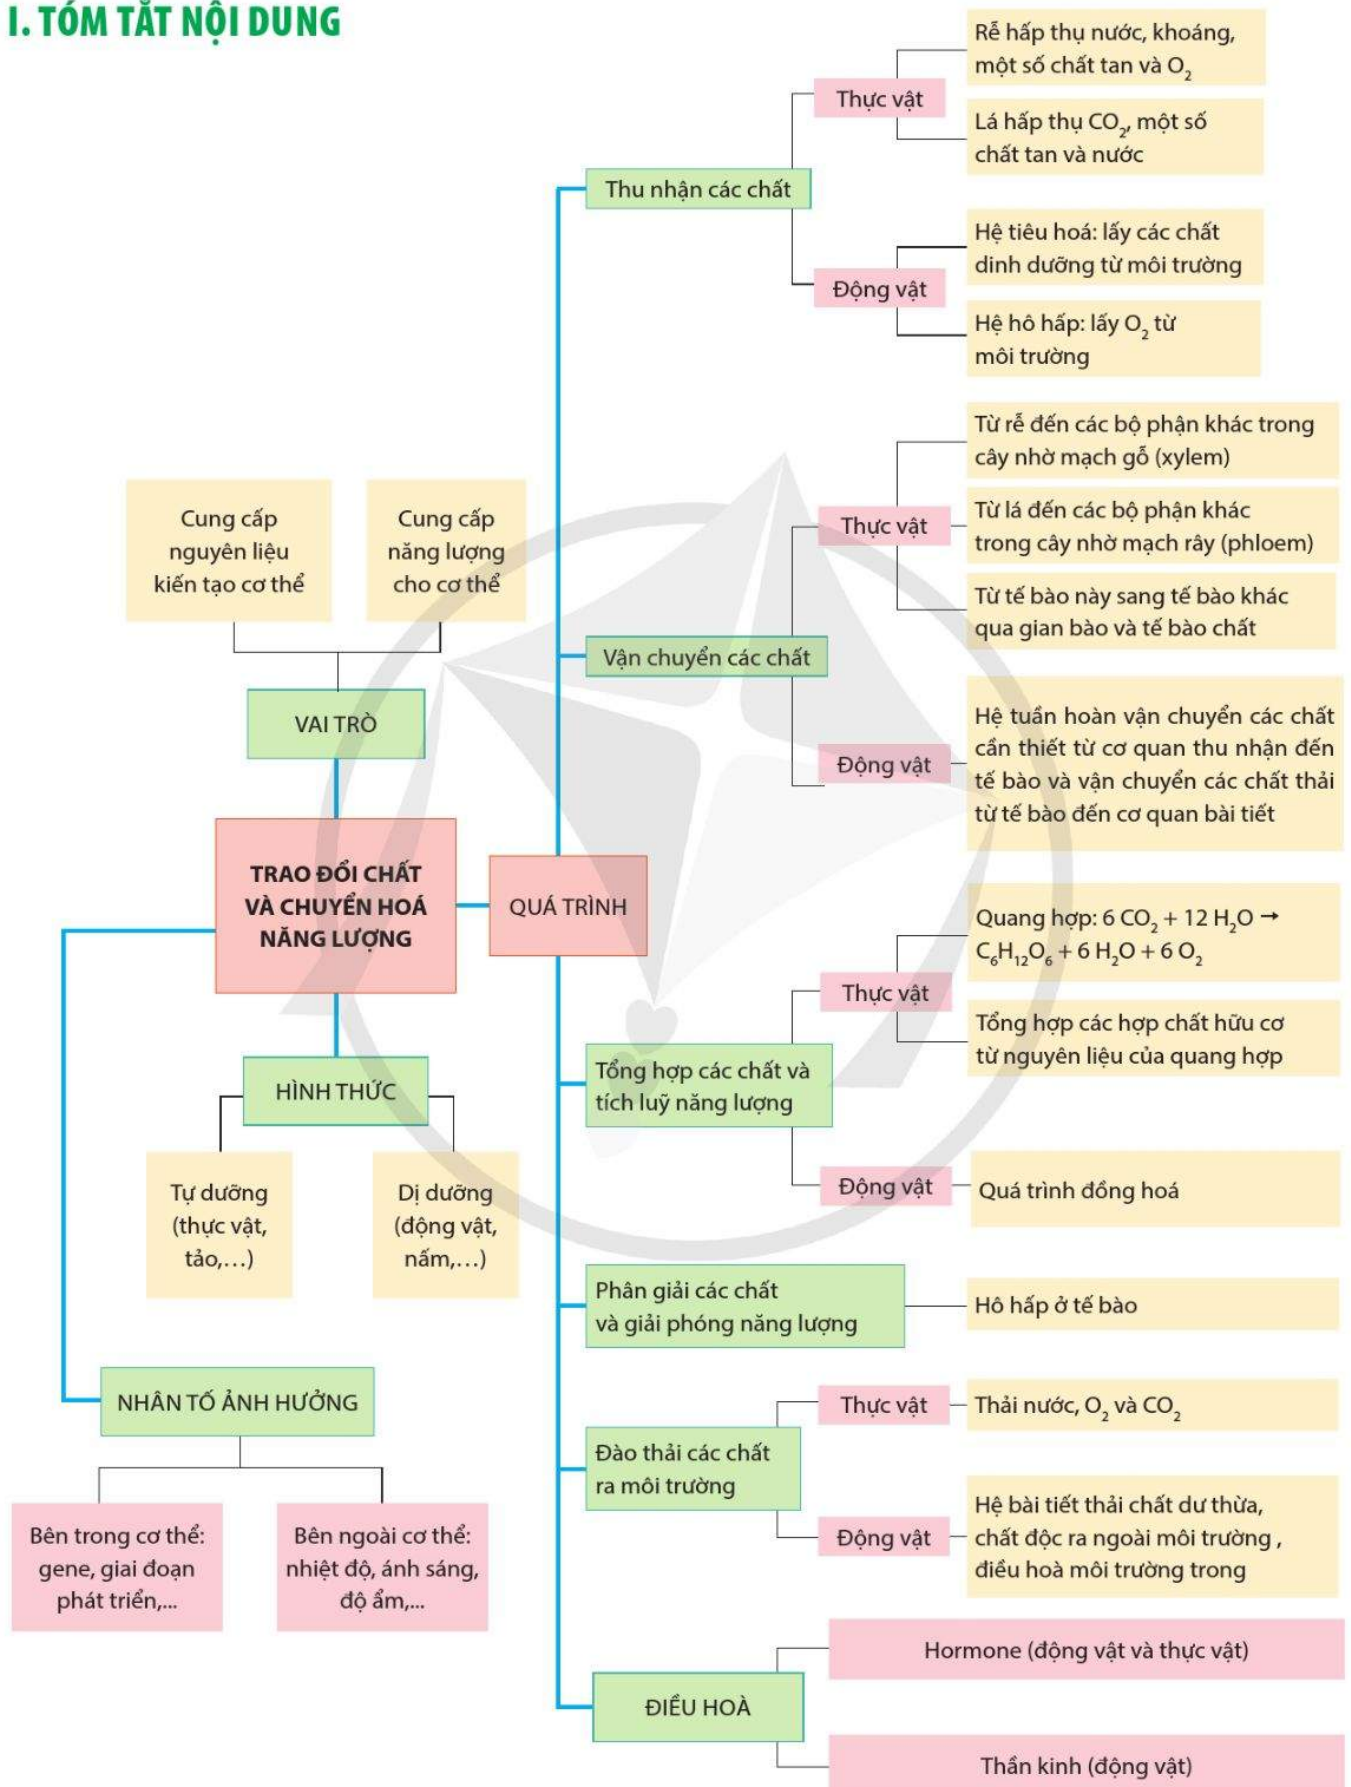 I. TÓM TẮT NỘI DUNG
Cung cấp
nguyên liệu
kiến tạo cơ thể
Cung cấp
năng lượng
cho cơ thể
VAI TRÒ
TRAO ĐỔI CHẤT
VÀ CHUYỂN HOÁ
NĂNG LƯỢNG
HÌNH THỨC
Tự dưỡng
(thực vật,
tảo,...)
Dị dưỡng
(động vật,
nấm,...)
NHÂN TỐ ẢNH HƯỞNG
Bên trong cơ thể:
gene, giai đoạn
phát triển,...
Bên ngoài cơ thể:
nhiệt độ, ánh sáng,
độ ẩm,...
QUÁ TRÌNH
Thu nhận các chất
Thực vật
Rễ hấp thụ nước, khoáng,
một số chất tan và O₂
Lá hấp thụ CO₂, một số
chất tan và nước
Động vật
Hệ tiêu hoá: lấy các chất
dinh dưỡng từ môi trường
Hệ hô hấp: lấy O₂ từ
môi trường
Vận chuyển các chất
Thực vật
Từ rễ đến các bộ phận khác trong
cây nhờ mạch gỗ (xylem)
Từ lá đến các bộ phận khác
trong cây nhờ mạch rây (phloem)
Từ tế bào này sang tế bào khác
qua gian bào và tế bào chất
Động vật
Hệ tuần hoàn vận chuyển các chất
cần thiết từ cơ quan thu nhận đến
tế bào và vận chuyển các chất thải
từ tế bào đến cơ quan bài tiết
Tổng hợp các chất và
tích luỹ năng lượng
Thực vật
Quang hợp: 6 CO₂ + 12 H₂O →
C₆H₁₂O₆ + 6 H₂O + 6 O₂
Tổng hợp các hợp chất hữu cơ
từ nguyên liệu của quang hợp
Động vật
Quá trình đồng hoá
Phân giải các chất
và giải phóng năng lượng
Hô hấp ở tế bào
Đào thải các chất
ra môi trường
Thực vật
Thải nước, O₂ và CO₂
Động vật
Hệ bài tiết thải chất dư thừa,
chất độc ra ngoài môi trường ,
điều hoà môi trường trong
ĐIỀU HOÀ
Hormone (động vật và thực vật)
Thần kinh (động vật)